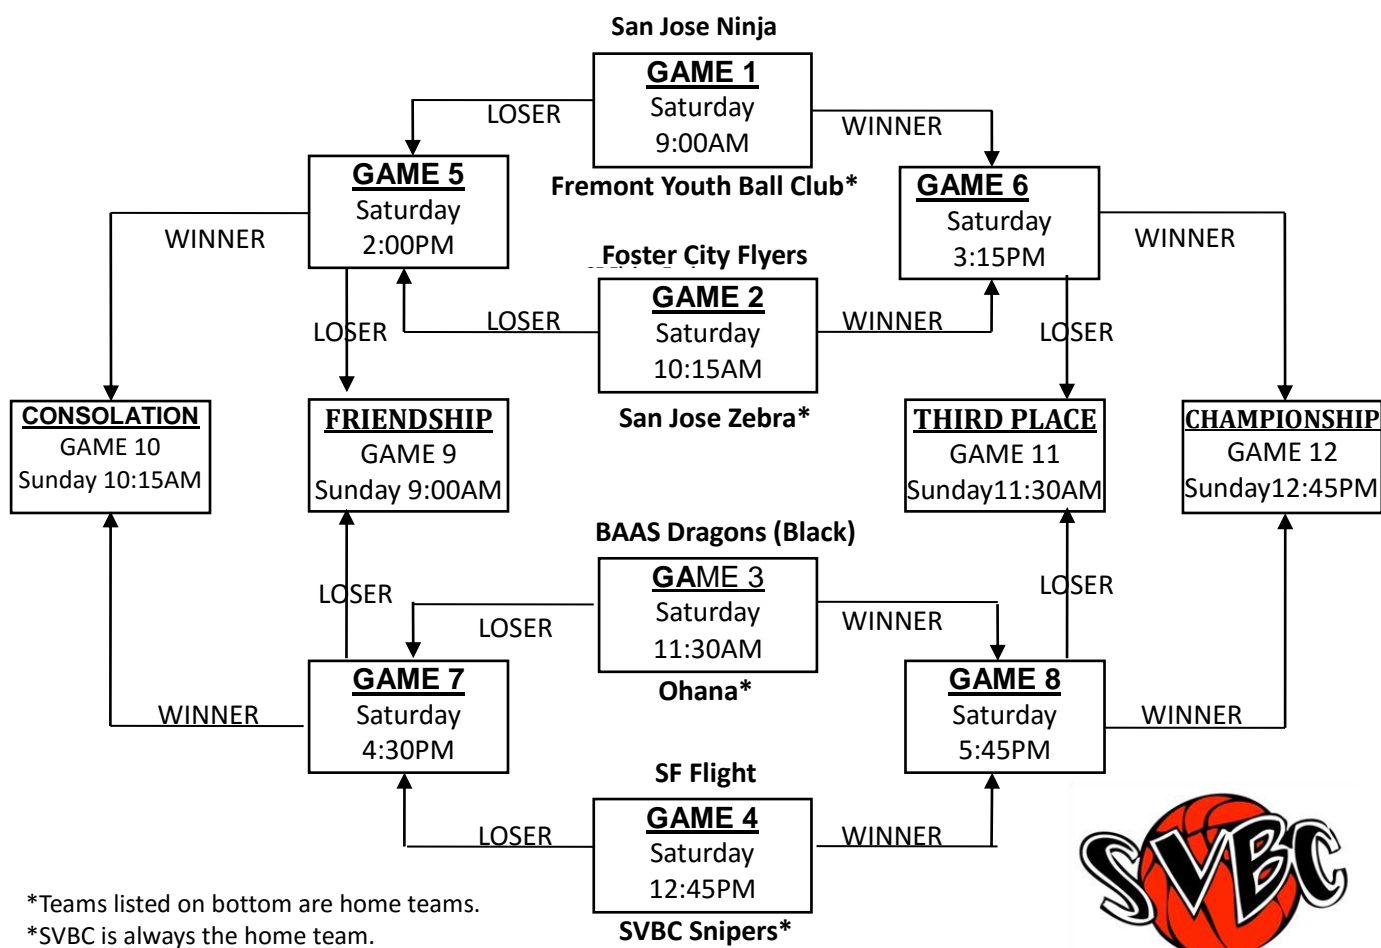 San Jose Ninja
GAME 1
Saturday
9:00AM
Fremont Youth Ball Club*
LOSER
WINNER
GAME 5
Saturday
2:00PM
GAME 6
Saturday
3:15PM
WINNER
WINNER
Foster City Flyers
GAME 2
Saturday
10:15AM
San Jose Zebra*
LOSER
WINNER
LOSER
LOSER
CONSOLATION
GAME 10
Sunday 10:15AM
FRIENDSHIP
GAME 9
Sunday 9:00AM
THIRD PLACE
GAME 11
Sunday11:30AM
CHAMPIONSHIP
GAME 12
Sunday12:45PM
BAAS Dragons (Black)
GAME 3
Saturday
11:30AM
Ohana*
LOSER
LOSER
LOSER
WINNER
GAME 7
Saturday
4:30PM
GAME 8
Saturday
5:45PM
WINNER
WINNER
SF Flight
GAME 4
Saturday
12:45PM
SVBC Snipers*
LOSER
WINNER
*Teams listed on bottom are home teams.
*SVBC is always the home team.
SVBC